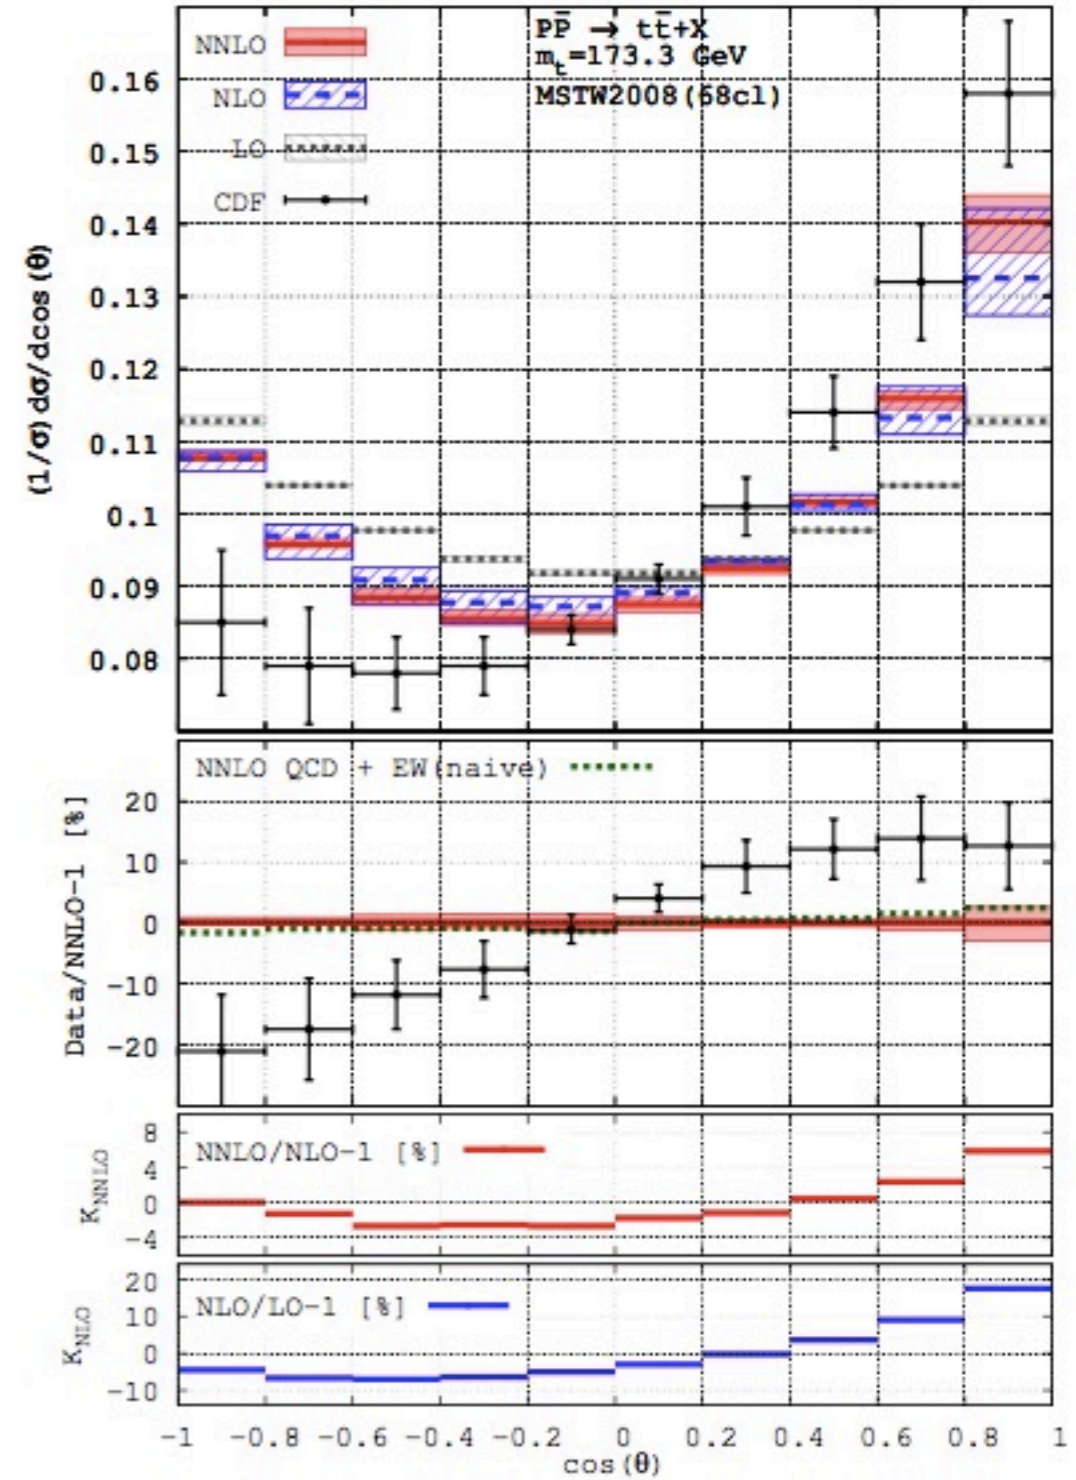 PP̄ → tt̄+X
m_t=173.3 GeV
MSTW2008(68cl)
NNLO
NLO
LO
CDF
(1/σ)dσ/dcos(θ)
0.16
0.15
0.14
0.13
0.12
0.11
0.1
0.09
0.08
NNLO QCD + EW(naive)
Data/NNLO-1 [%]
20
10
0
-10
-20
NNLO/NLO-1 [%]
K_NNLO
8
4
0
-4
NLO/LO-1 [%]
K_NLO
20
10
0
-10
-1 -0.8 -0.6 -0.4 -0.2 0 0.2 0.4 0.6 0.8 1
cos(θ)